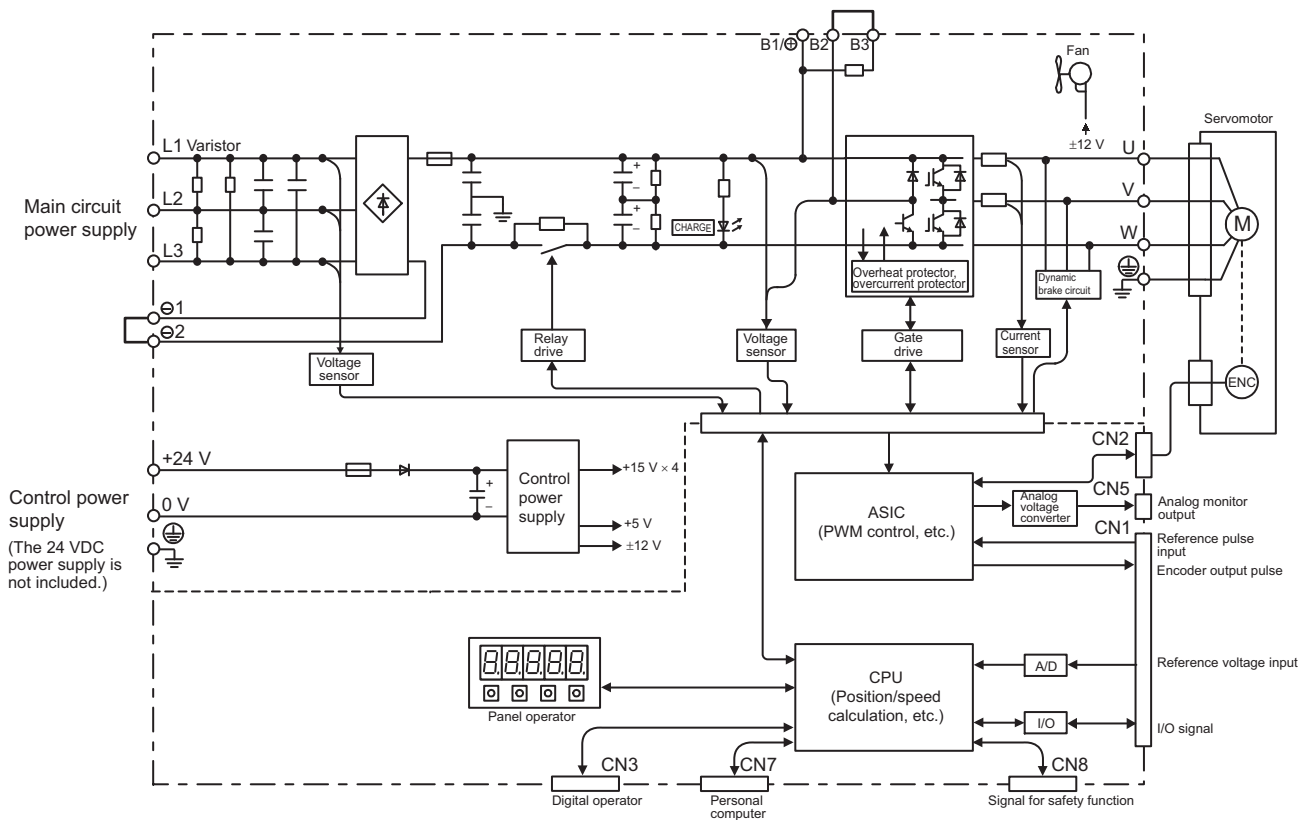 B1/⊕
B2
B3
Fan
±12 V
Servomotor
L1
Varistor
L2
L3
Main circuit
power supply
⊖1
⊖2
CHARGE
+
–
+
–
Overheat protector,
overcurrent protector
U
V
W
M
ENC
Dynamic
brake circuit
Voltage
sensor
Relay
drive
Voltage
sensor
Gate
drive
Current
sensor
+24 V
0 V
Control power
supply
(The 24 VDC
power supply is
not included.)
+
–
Control
power
supply
+15 V × 4
+5 V
±12 V
ASIC
(PWM control, etc.)
Analog
voltage
converter
CN2
CN5
Analog monitor
output
CN1
Reference pulse
input
Encoder output pulse
8.8.8.8.8.
Panel operator
CPU
(Position/speed
calculation, etc.)
A/D
Reference voltage input
I/O
I/O signal
CN3
Digital operator
CN7
Personal
computer
CN8
Signal for safety function